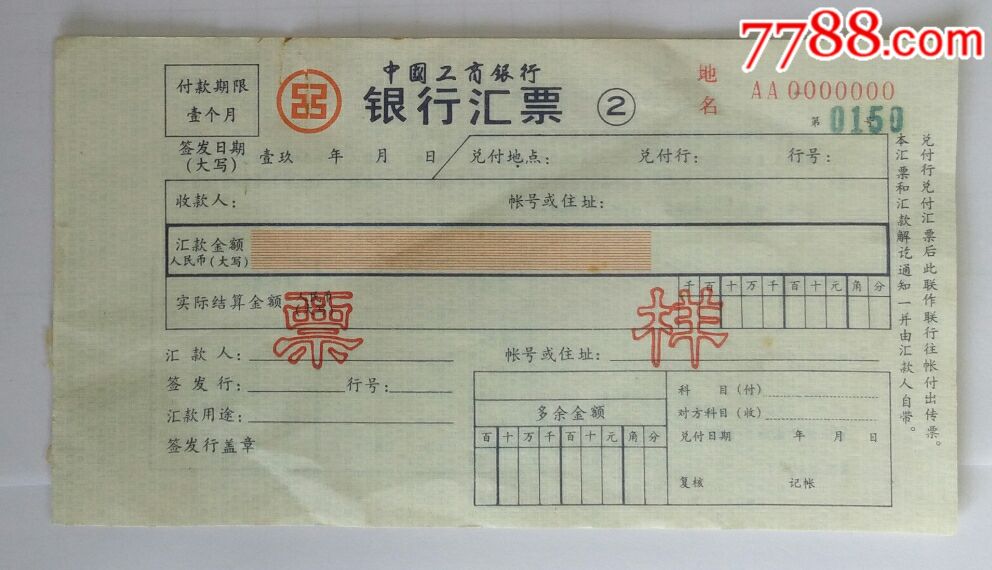 7788.com
中國工商銀行
银行汇票 ②
付款期限
壹个月
地名
AA 0000000
第 0150 号
签发日期
(大写)
壹玖 年 月 日
兑付地点: 兑付行: 行号:
收款人: 帐号或住址:
汇款金额
人民币(大写)
实际结算金额
千百十万千百十元角分
票样
汇款人: 帐号或住址:
签发行: 行号:
汇款用途:
签发行盖章
多余金额
百十万千百十元角分
科 目(付)
对方科目(收)
兑付日期 年 月 日
复核 记帐
兑付行兑付汇票后此联作联行往帐付出传票。
本汇票和汇款解讫通知一并由汇款人自带。